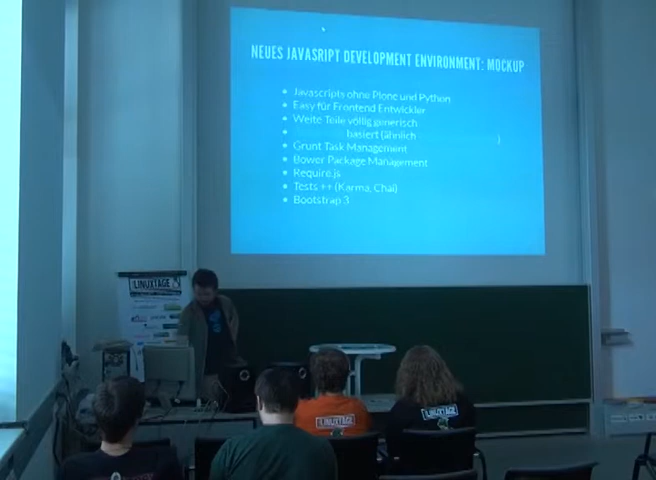 NEUES JAVASRIPT DEVELOPMENT ENVIRONMENT: MOCKUP
Javascripts ohne Plone und Python
Easy für Frontend Entwickler
Weite Teile völlig generisch
basiert (ähnlich )
Grunt Task Management
Bower Package Management
Require.js
Tests ++ (Karma, Chai)
Bootstrap 3
LINUXTAGE
LINUXTAGE
LINUXTAGE